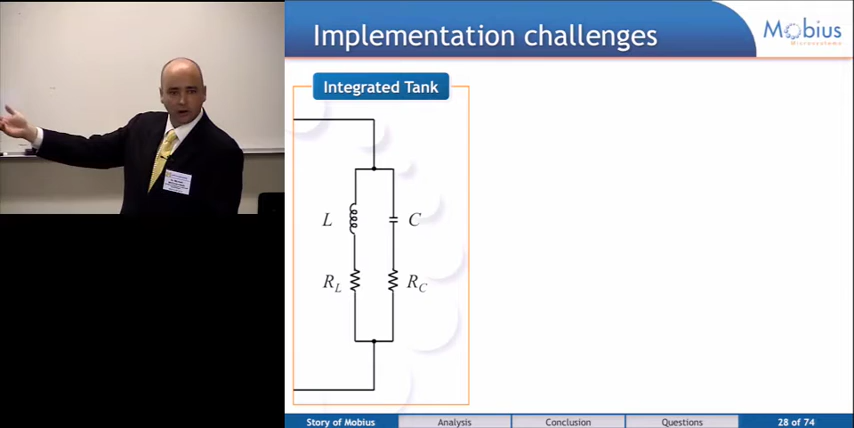 Implementation challenges
Mobius
Microsystems
Integrated Tank
L
C
R_L
R_C
Story of Mobius
Analysis
Conclusion
Questions
28 of 74